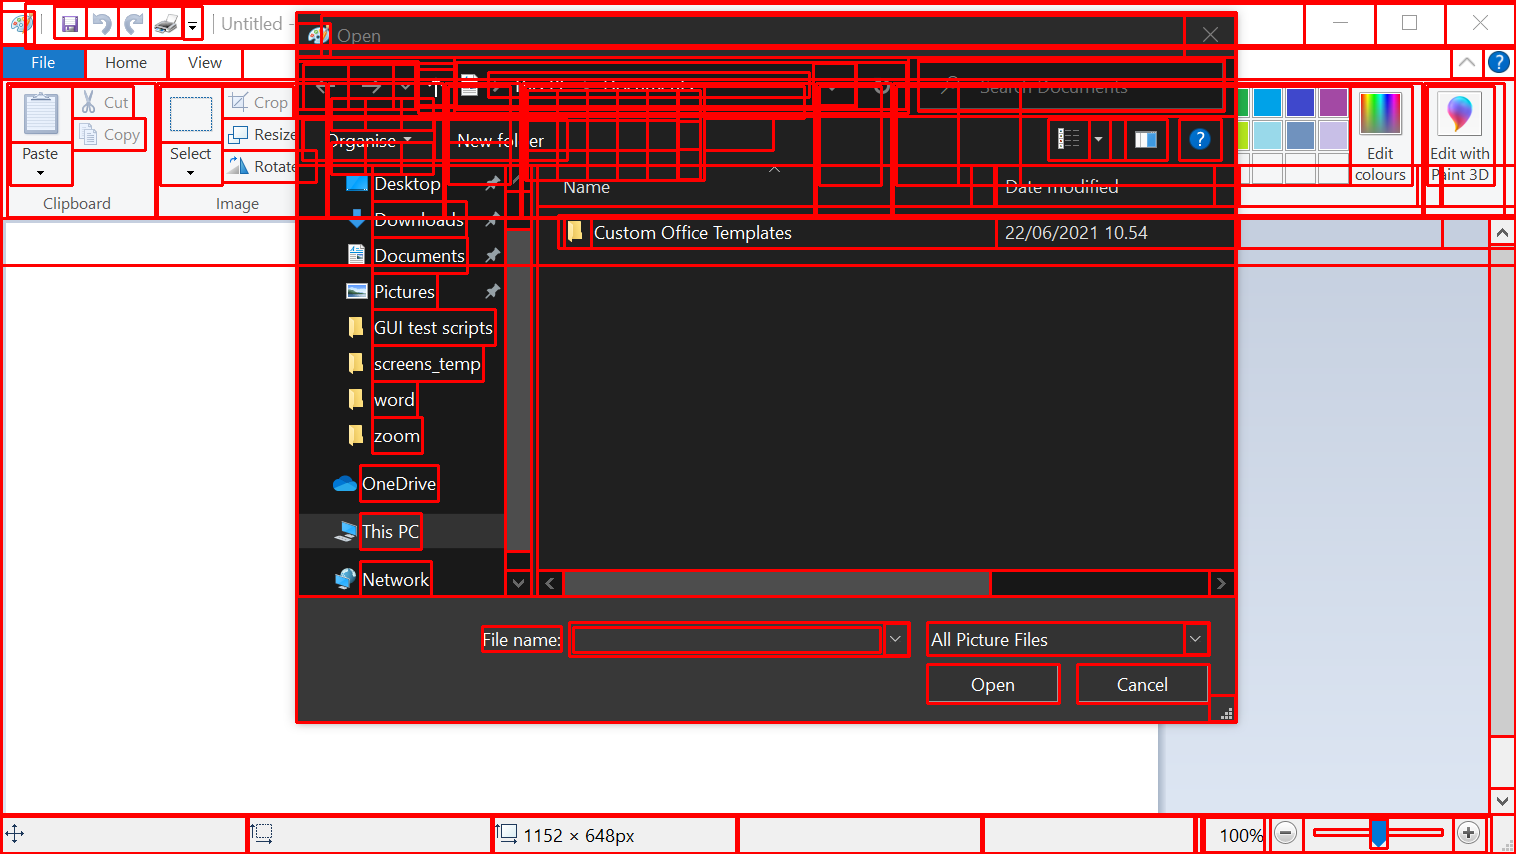 Untitled -
Open
File
Home
View
Search Documents
Cut
Copy
Paste
Crop
Resize
Select
Rotate
Organise
New folder
Edit
colours
Edit with
Paint 3D
Clipboard
Image
Name
Date modified
Desktop
Downloads
Documents
Pictures
GUI test scripts
screens_temp
word
zoom
OneDrive
This PC
Network
Custom Office Templates
22/06/2021 10.54
File name:
All Picture Files
Open
Cancel
1152 × 648px
100%